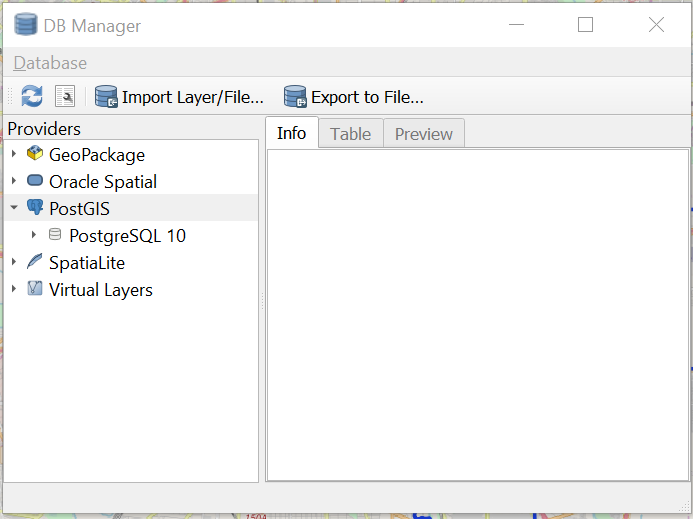 DB Manager
Database
Import Layer/File... Export to File...
Providers
Info Table Preview
GeoPackage
Oracle Spatial
PostGIS
PostgreSQL 10
SpatiaLite
Virtual Layers
150A